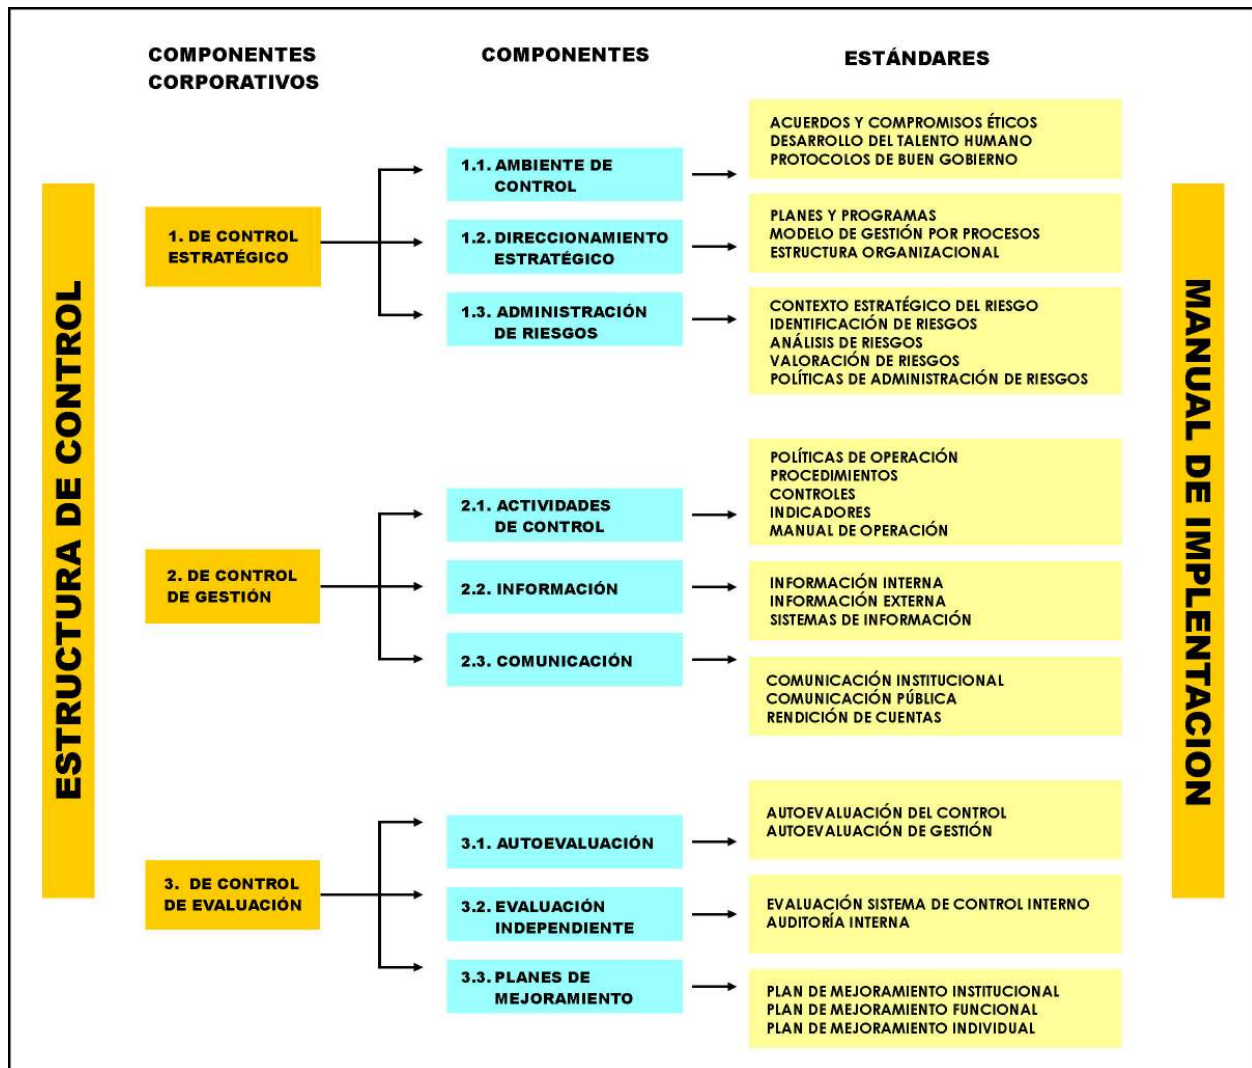 COMPONENTES
CORPORATIVOS
COMPONENTES
ESTÁNDARES
ESTRUCTURA DE CONTROL
1. DE CONTROL
ESTRATÉGICO
1.1. AMBIENTE DE
CONTROL
ACUERDOS Y COMPROMISOS ÉTICOS
DESARROLLO DEL TALENTO HUMANO
PROTOCOLOS DE BUEN GOBIERNO
1.2. DIRECCIONAMIENTO
ESTRATÉGICO
PLANES Y PROGRAMAS
MODELO DE GESTIÓN POR PROCESOS
ESTRUCTURA ORGANIZACIONAL
1.3. ADMINISTRACIÓN
DE RIESGOS
CONTEXTO ESTRATÉGICO DEL RIESGO
IDENTIFICACIÓN DE RIESGOS
ANÁLISIS DE RIESGOS
VALORACIÓN DE RIESGOS
POLÍTICAS DE ADMINISTRACIÓN DE RIESGOS
2. DE CONTROL
DE GESTIÓN
2.1. ACTIVIDADES
DE CONTROL
POLÍTICAS DE OPERACIÓN
PROCEDIMIENTOS
CONTROLES
INDICADORES
MANUAL DE OPERACIÓN
2.2. INFORMACIÓN
INFORMACIÓN INTERNA
INFORMACIÓN EXTERNA
SISTEMAS DE INFORMACIÓN
2.3. COMUNICACIÓN
COMUNICACIÓN INSTITUCIONAL
COMUNICACIÓN PÚBLICA
RENDICIÓN DE CUENTAS
3. DE CONTROL
DE EVALUACIÓN
3.1. AUTOEVALUACIÓN
AUTOEVALUACIÓN DEL CONTROL
AUTOEVALUACIÓN DE GESTIÓN
3.2. EVALUACIÓN
INDEPENDIENTE
EVALUACIÓN SISTEMA DE CONTROL INTERNO
AUDITORÍA INTERNA
3.3. PLANES DE
MEJORAMIENTO
PLAN DE MEJORAMIENTO INSTITUCIONAL
PLAN DE MEJORAMIENTO FUNCIONAL
PLAN DE MEJORAMIENTO INDIVIDUAL
MANUAL DE IMPLENTACION